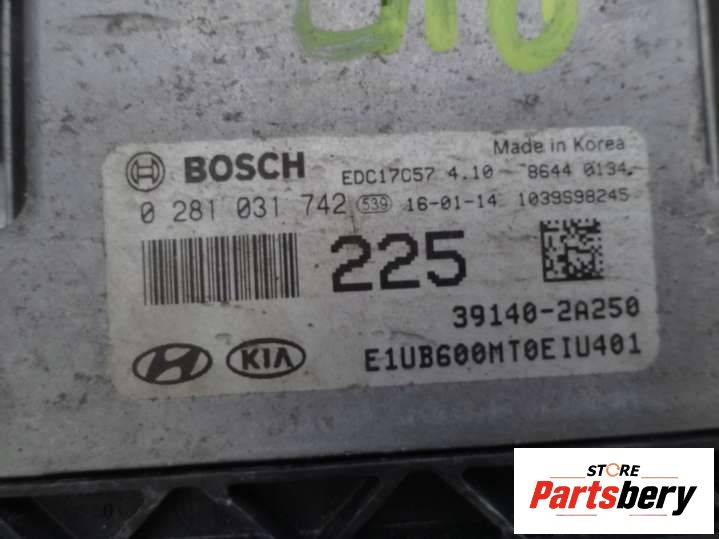 Made in Korea
BOSCH EDC17C57 4.10 8644 0134
0 281 031 742 539 16-01-14 1039S98245
225
39140-2A250
KIA E1UB600MT0EIU401
STORE
Partsbery